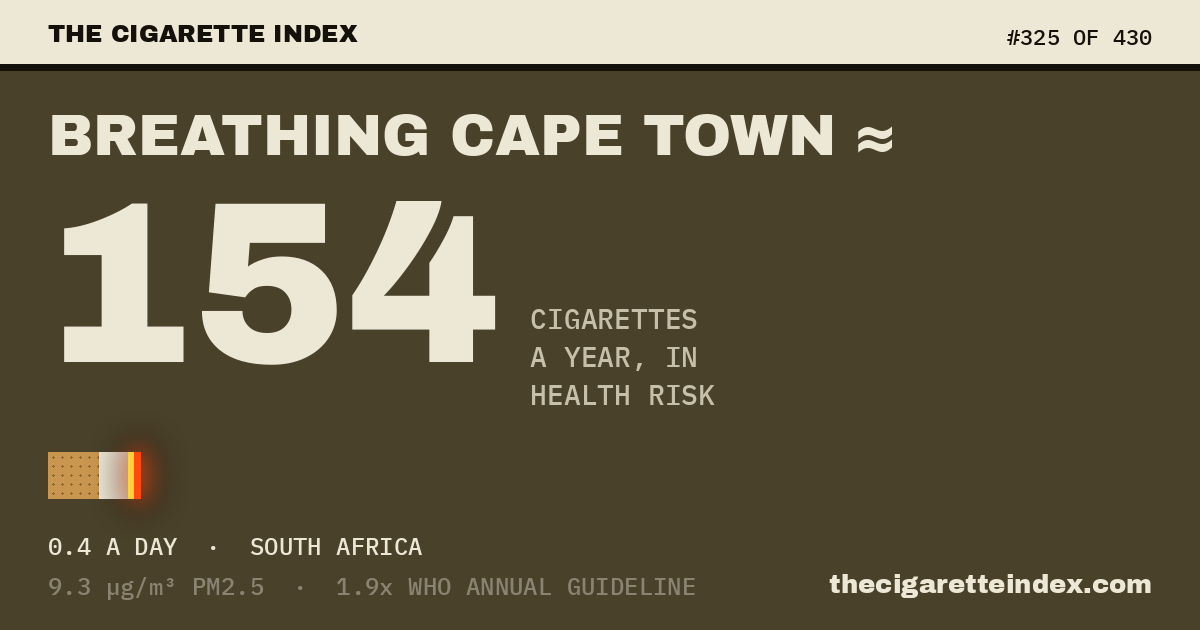 THE CIGARETTE INDEX
#325 OF 430
BREATHING CAPE TOWN ≈
154
CIGARETTES
A YEAR, IN
HEALTH RISK
0.4 A DAY · SOUTH AFRICA
9.3 µg/m³ PM2.5 · 1.9x WHO ANNUAL GUIDELINE
thecigaretteindex.com